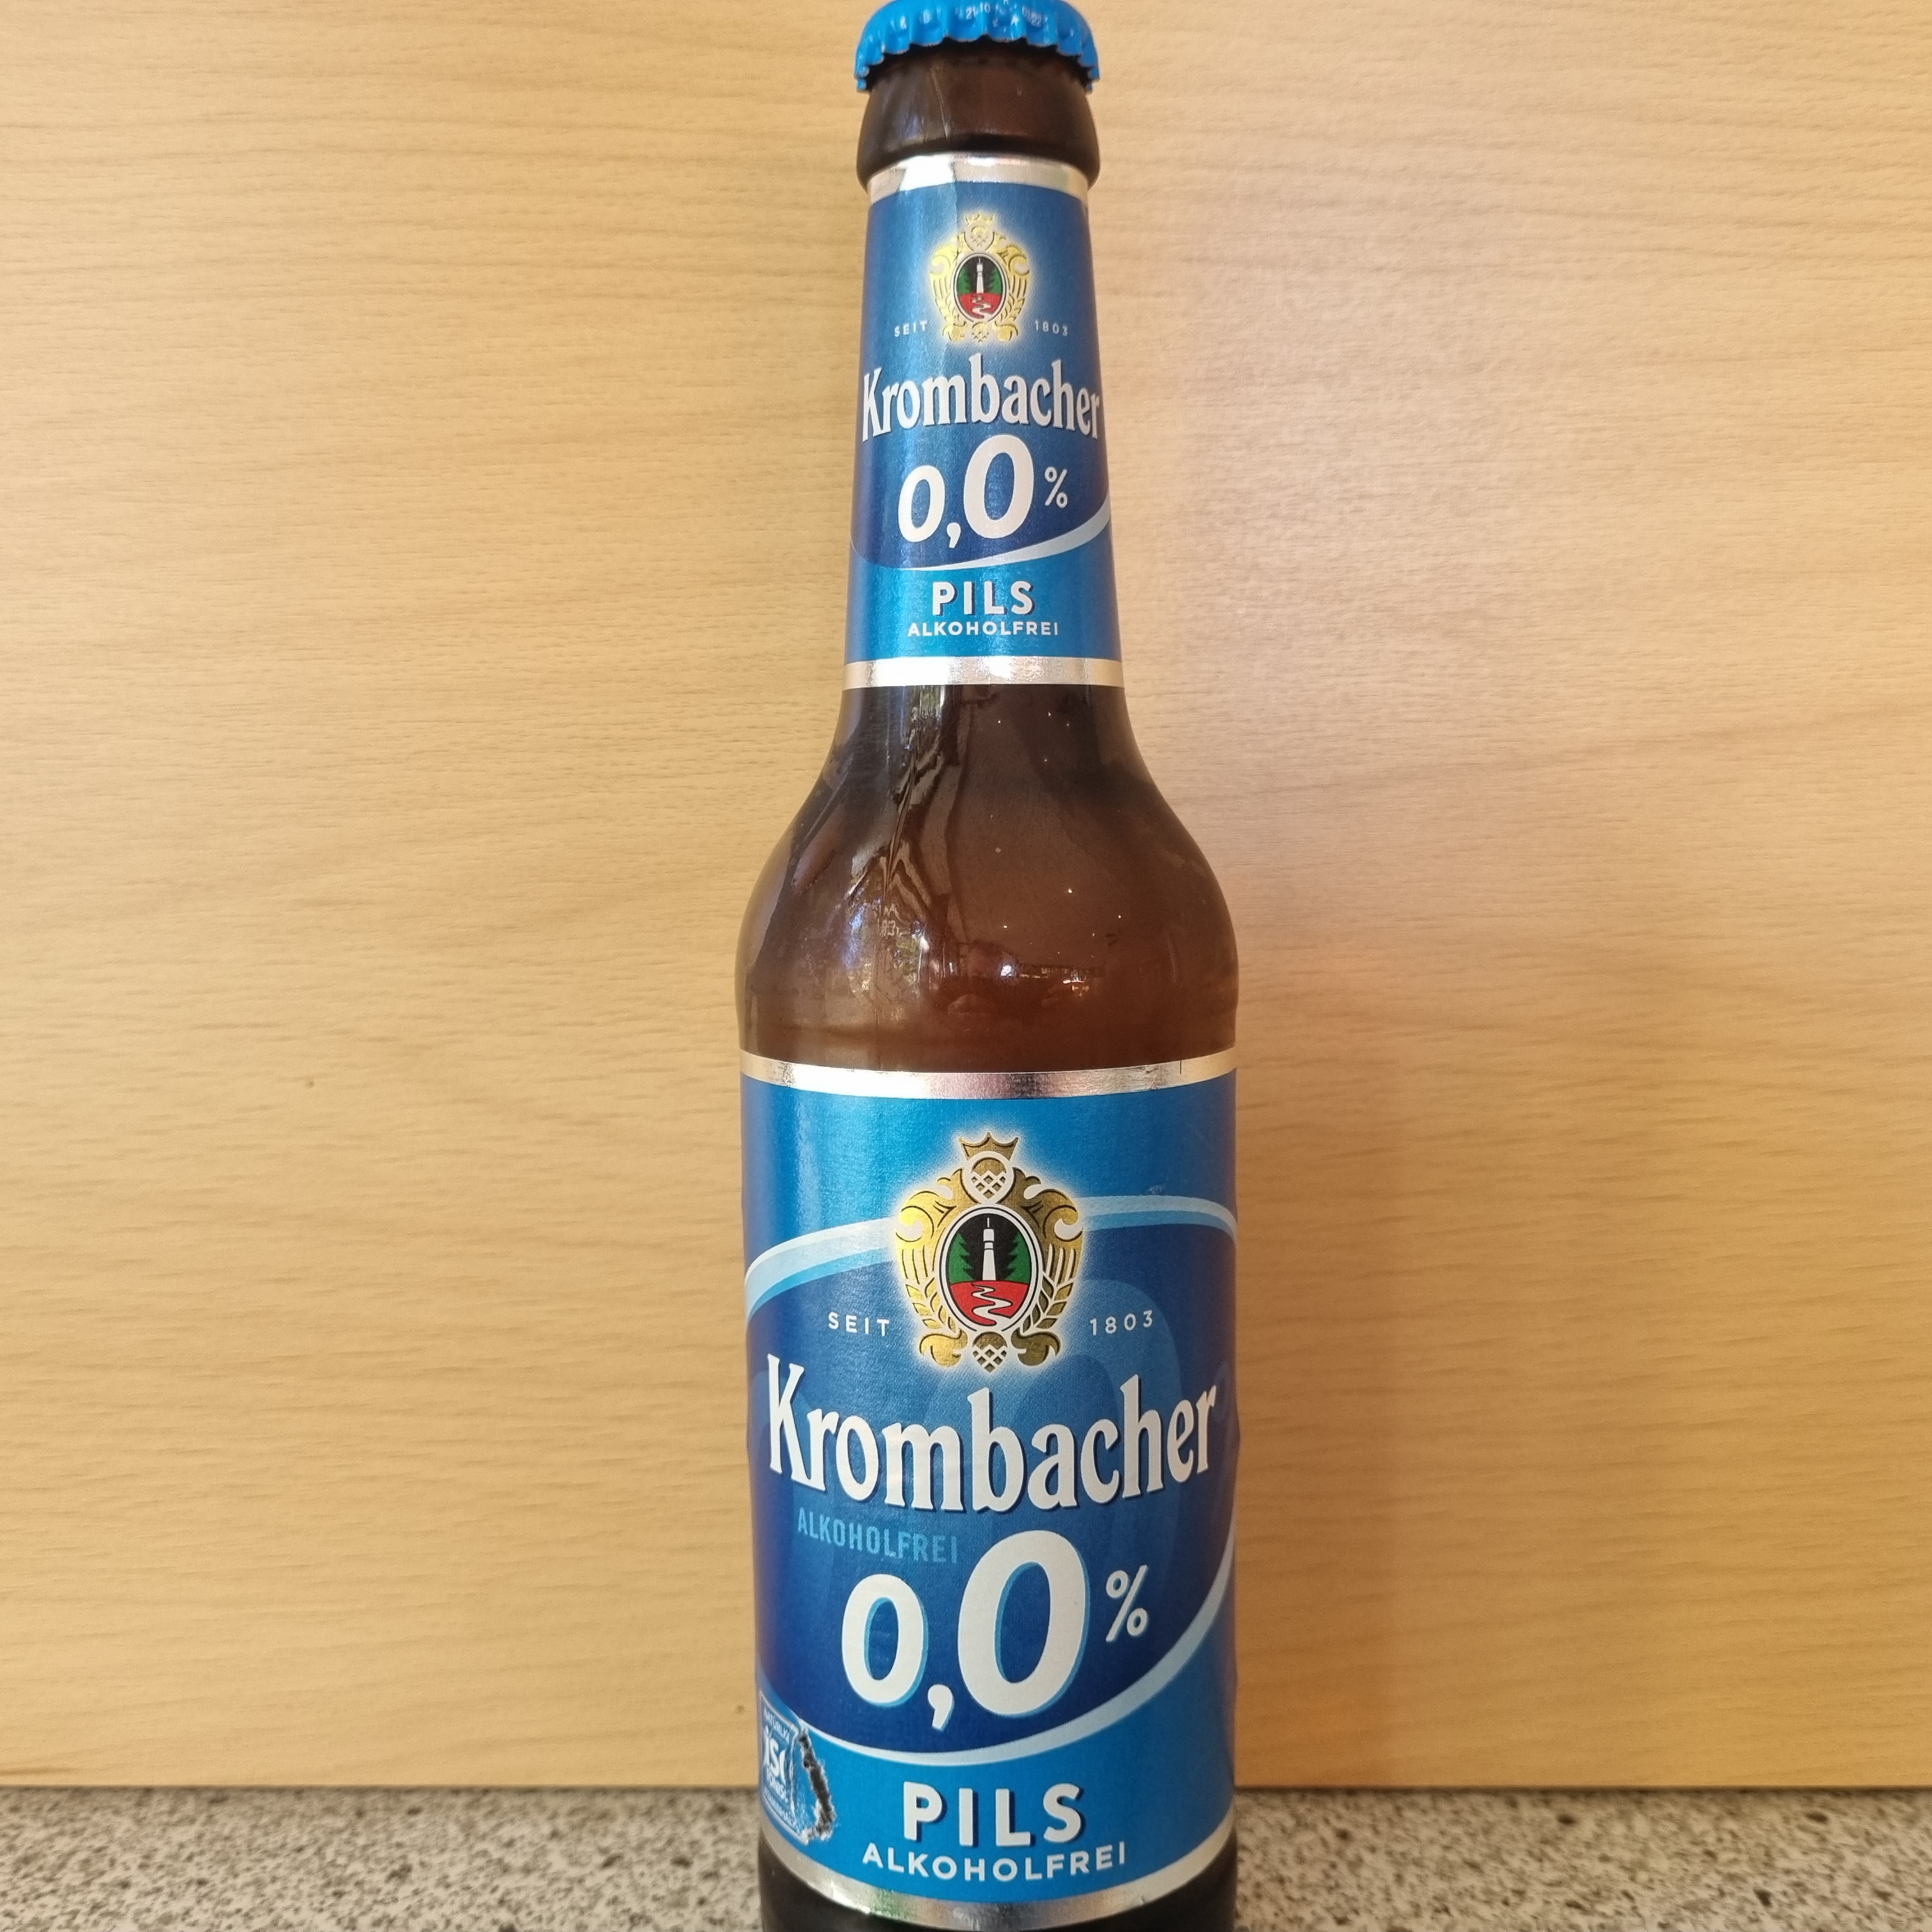 SEIT 1803
Krombacher
0,0%
PILS
ALKOHOLFREI
SEIT 1803
Krombacher
ALKOHOLFREI
0,0%
PILS
ALKOHOLFREI